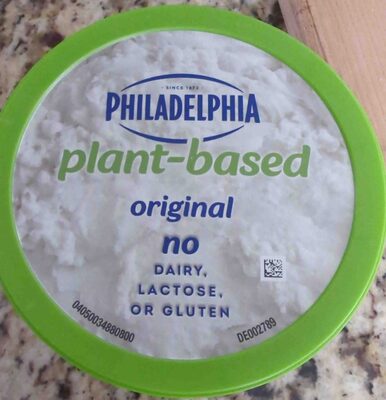 SINCE 1872
PHILADELPHIA
plant-based
original
no
DAIRY,
LACTOSE,
OR GLUTEN
04050034880800
DE002789